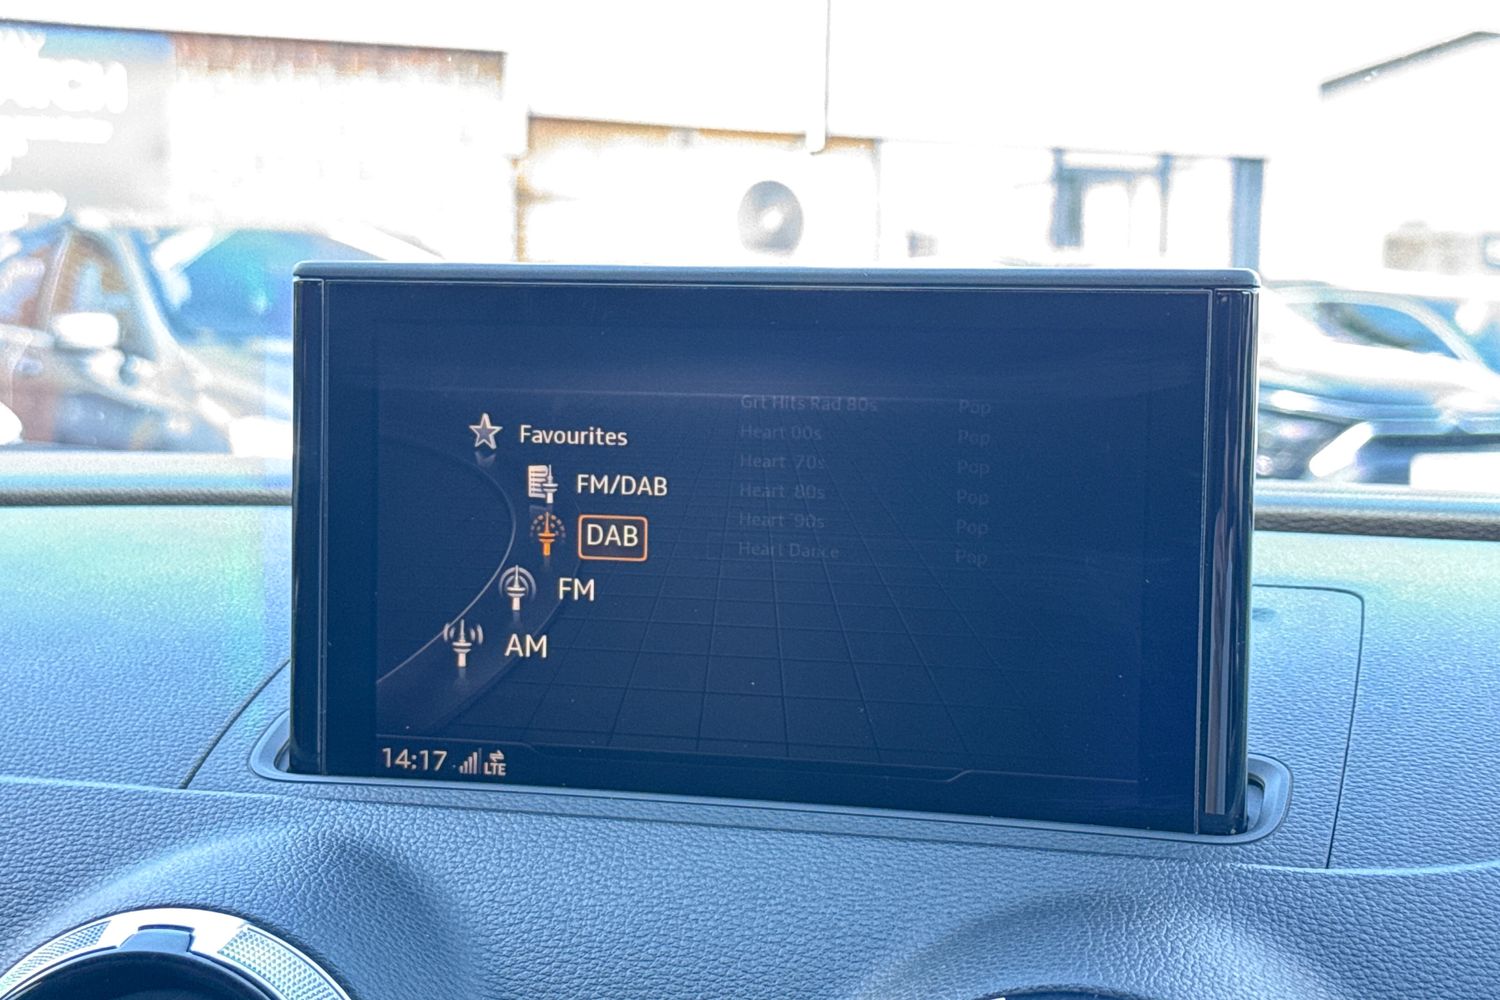 Favourites
FM/DAB
DAB
FM
AM
Grt Hits Rad 80s Pop
Heart 00s Pop
Heart 70s Pop
Heart 80s Pop
Heart 90s Pop
Heart Dance Pop
14:17 LTE